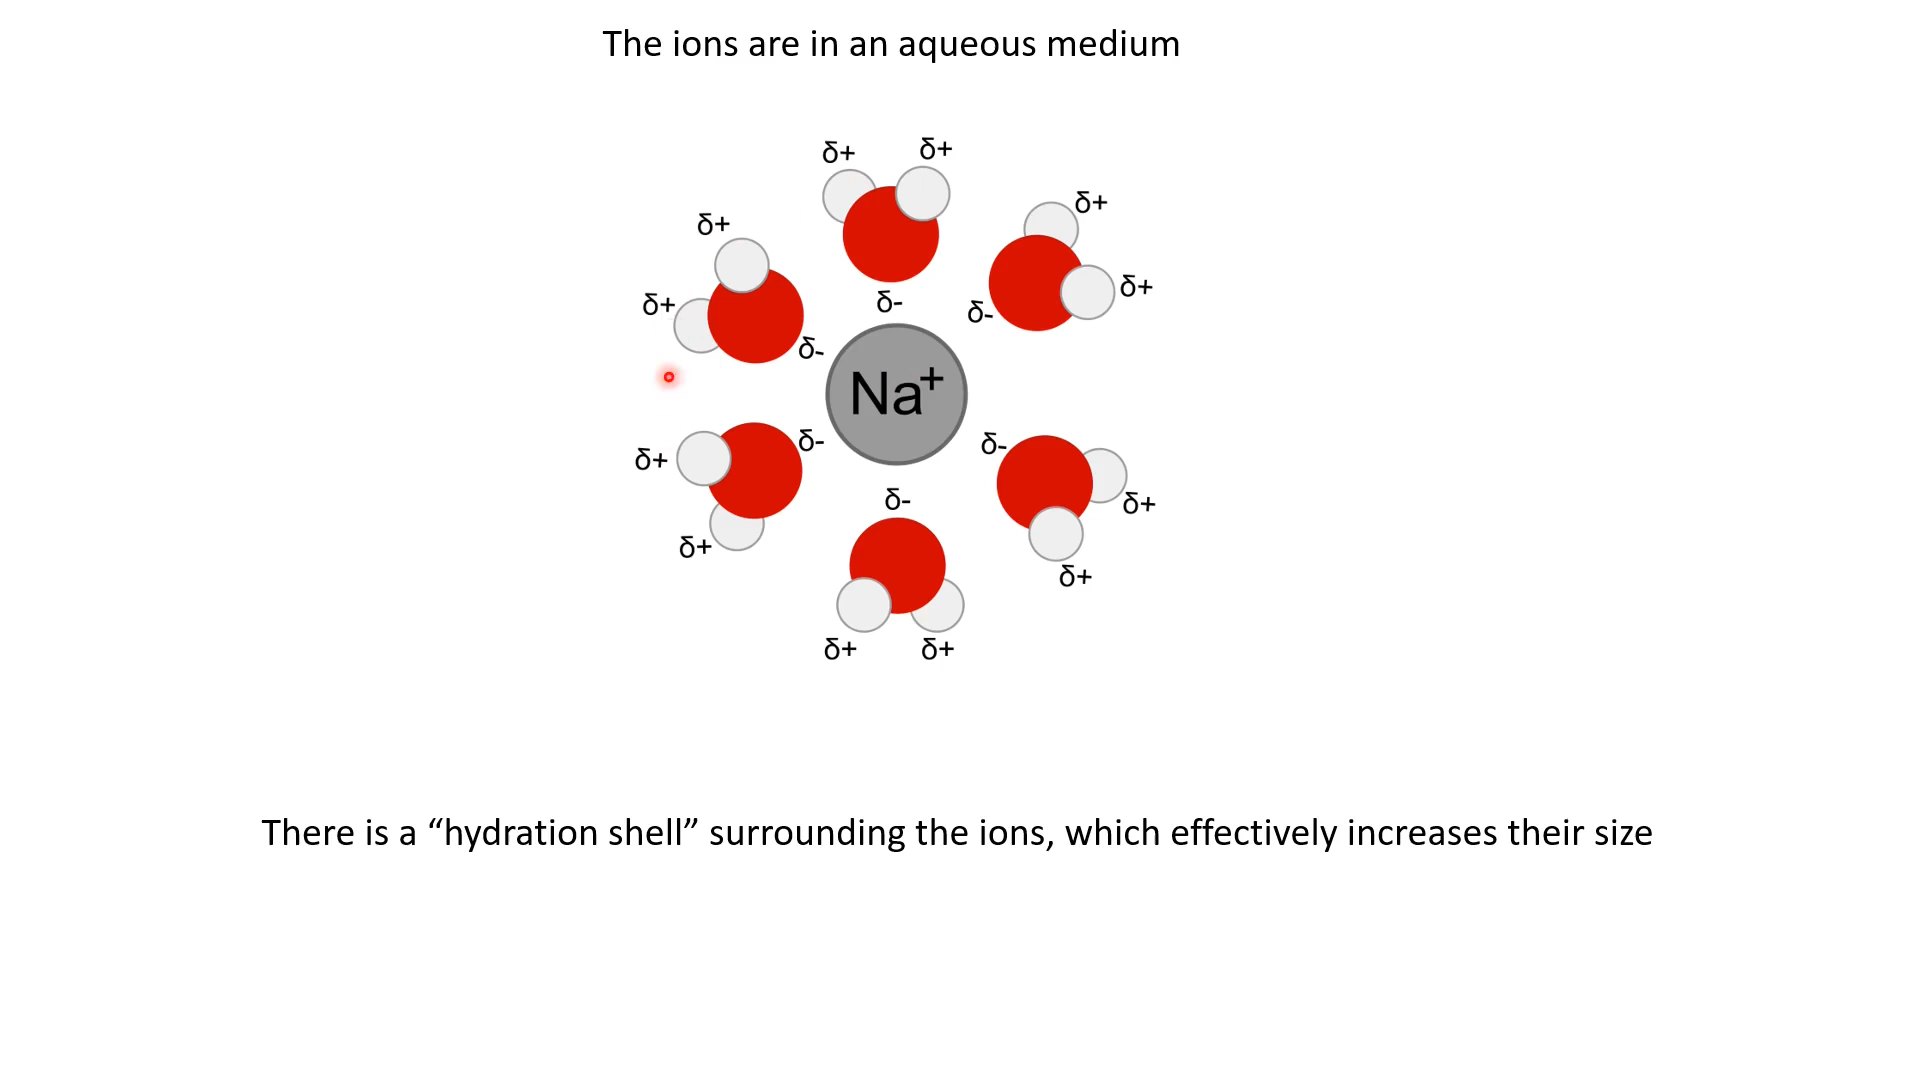 The ions are in an aqueous medium
δ+ δ+
δ+
δ+
δ+
δ+
δ-
δ-
δ+
δ-
Na+
δ-
δ-
δ+
δ-
δ+
δ+
δ+
δ+ δ+
There is a “hydration shell” surrounding the ions, which effectively increases their size